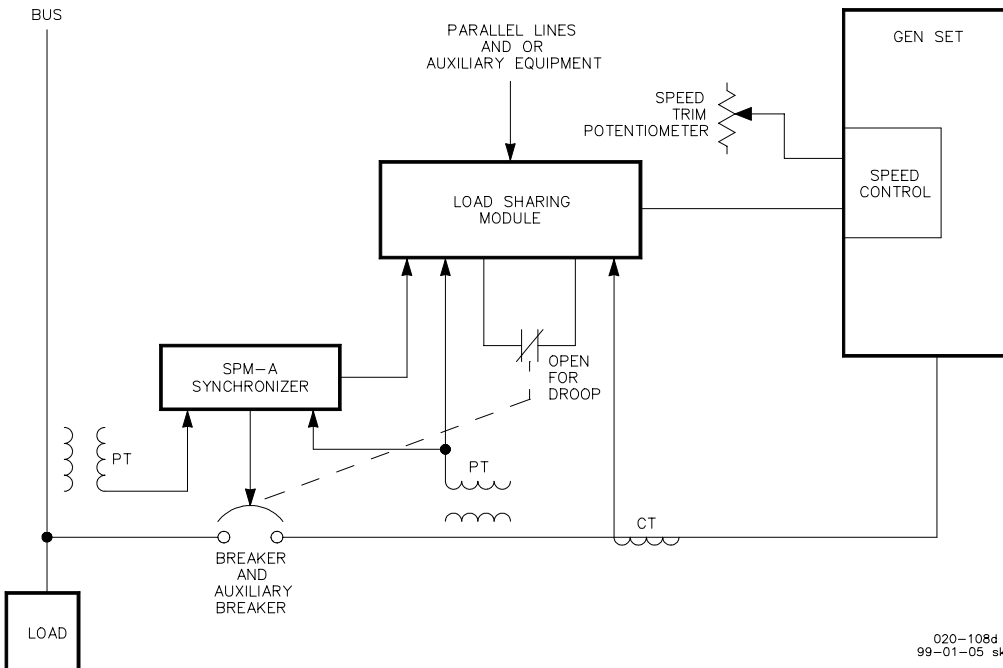 BUS
PARALLEL LINES
AND OR
AUXILIARY EQUIPMENT
GEN SET
SPEED
TRIM
POTENTIOMETER
SPEED
CONTROL
LOAD SHARING
MODULE
SPM-A
SYNCHRONIZER
OPEN
FOR
DROOP
PT
PT
CT
BREAKER
AND
AUXILIARY
BREAKER
LOAD
020-108d
99-01-05 sk